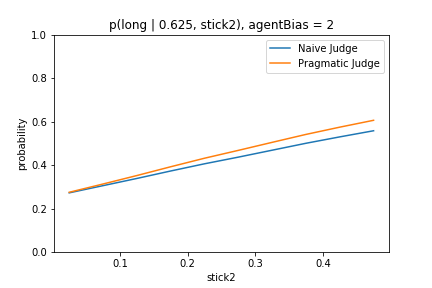 p(long | 0.625, stick2), agentBias = 2
1.0
0.8
0.6
0.4
0.2
0.0
probability
Naive Judge
Pragmatic Judge
0.1
0.2
0.3
0.4
stick2